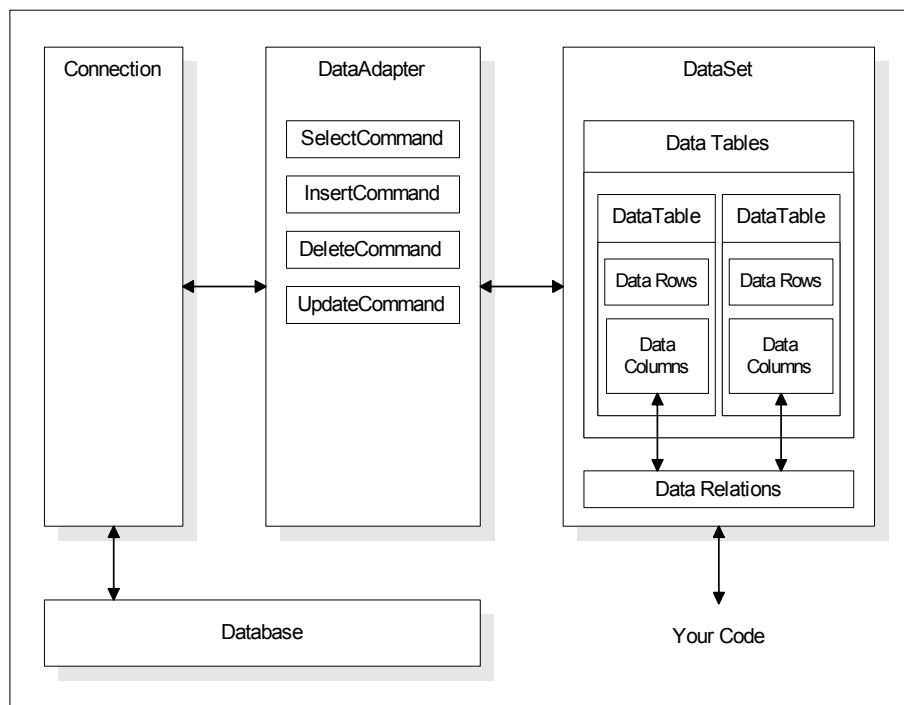 Connection
DataAdapter
SelectCommand
InsertCommand
DeleteCommand
UpdateCommand
DataSet
Data Tables
DataTable
Data Rows
Data
Columns
DataTable
Data Rows
Data
Columns
Data Relations
Database
Your Code